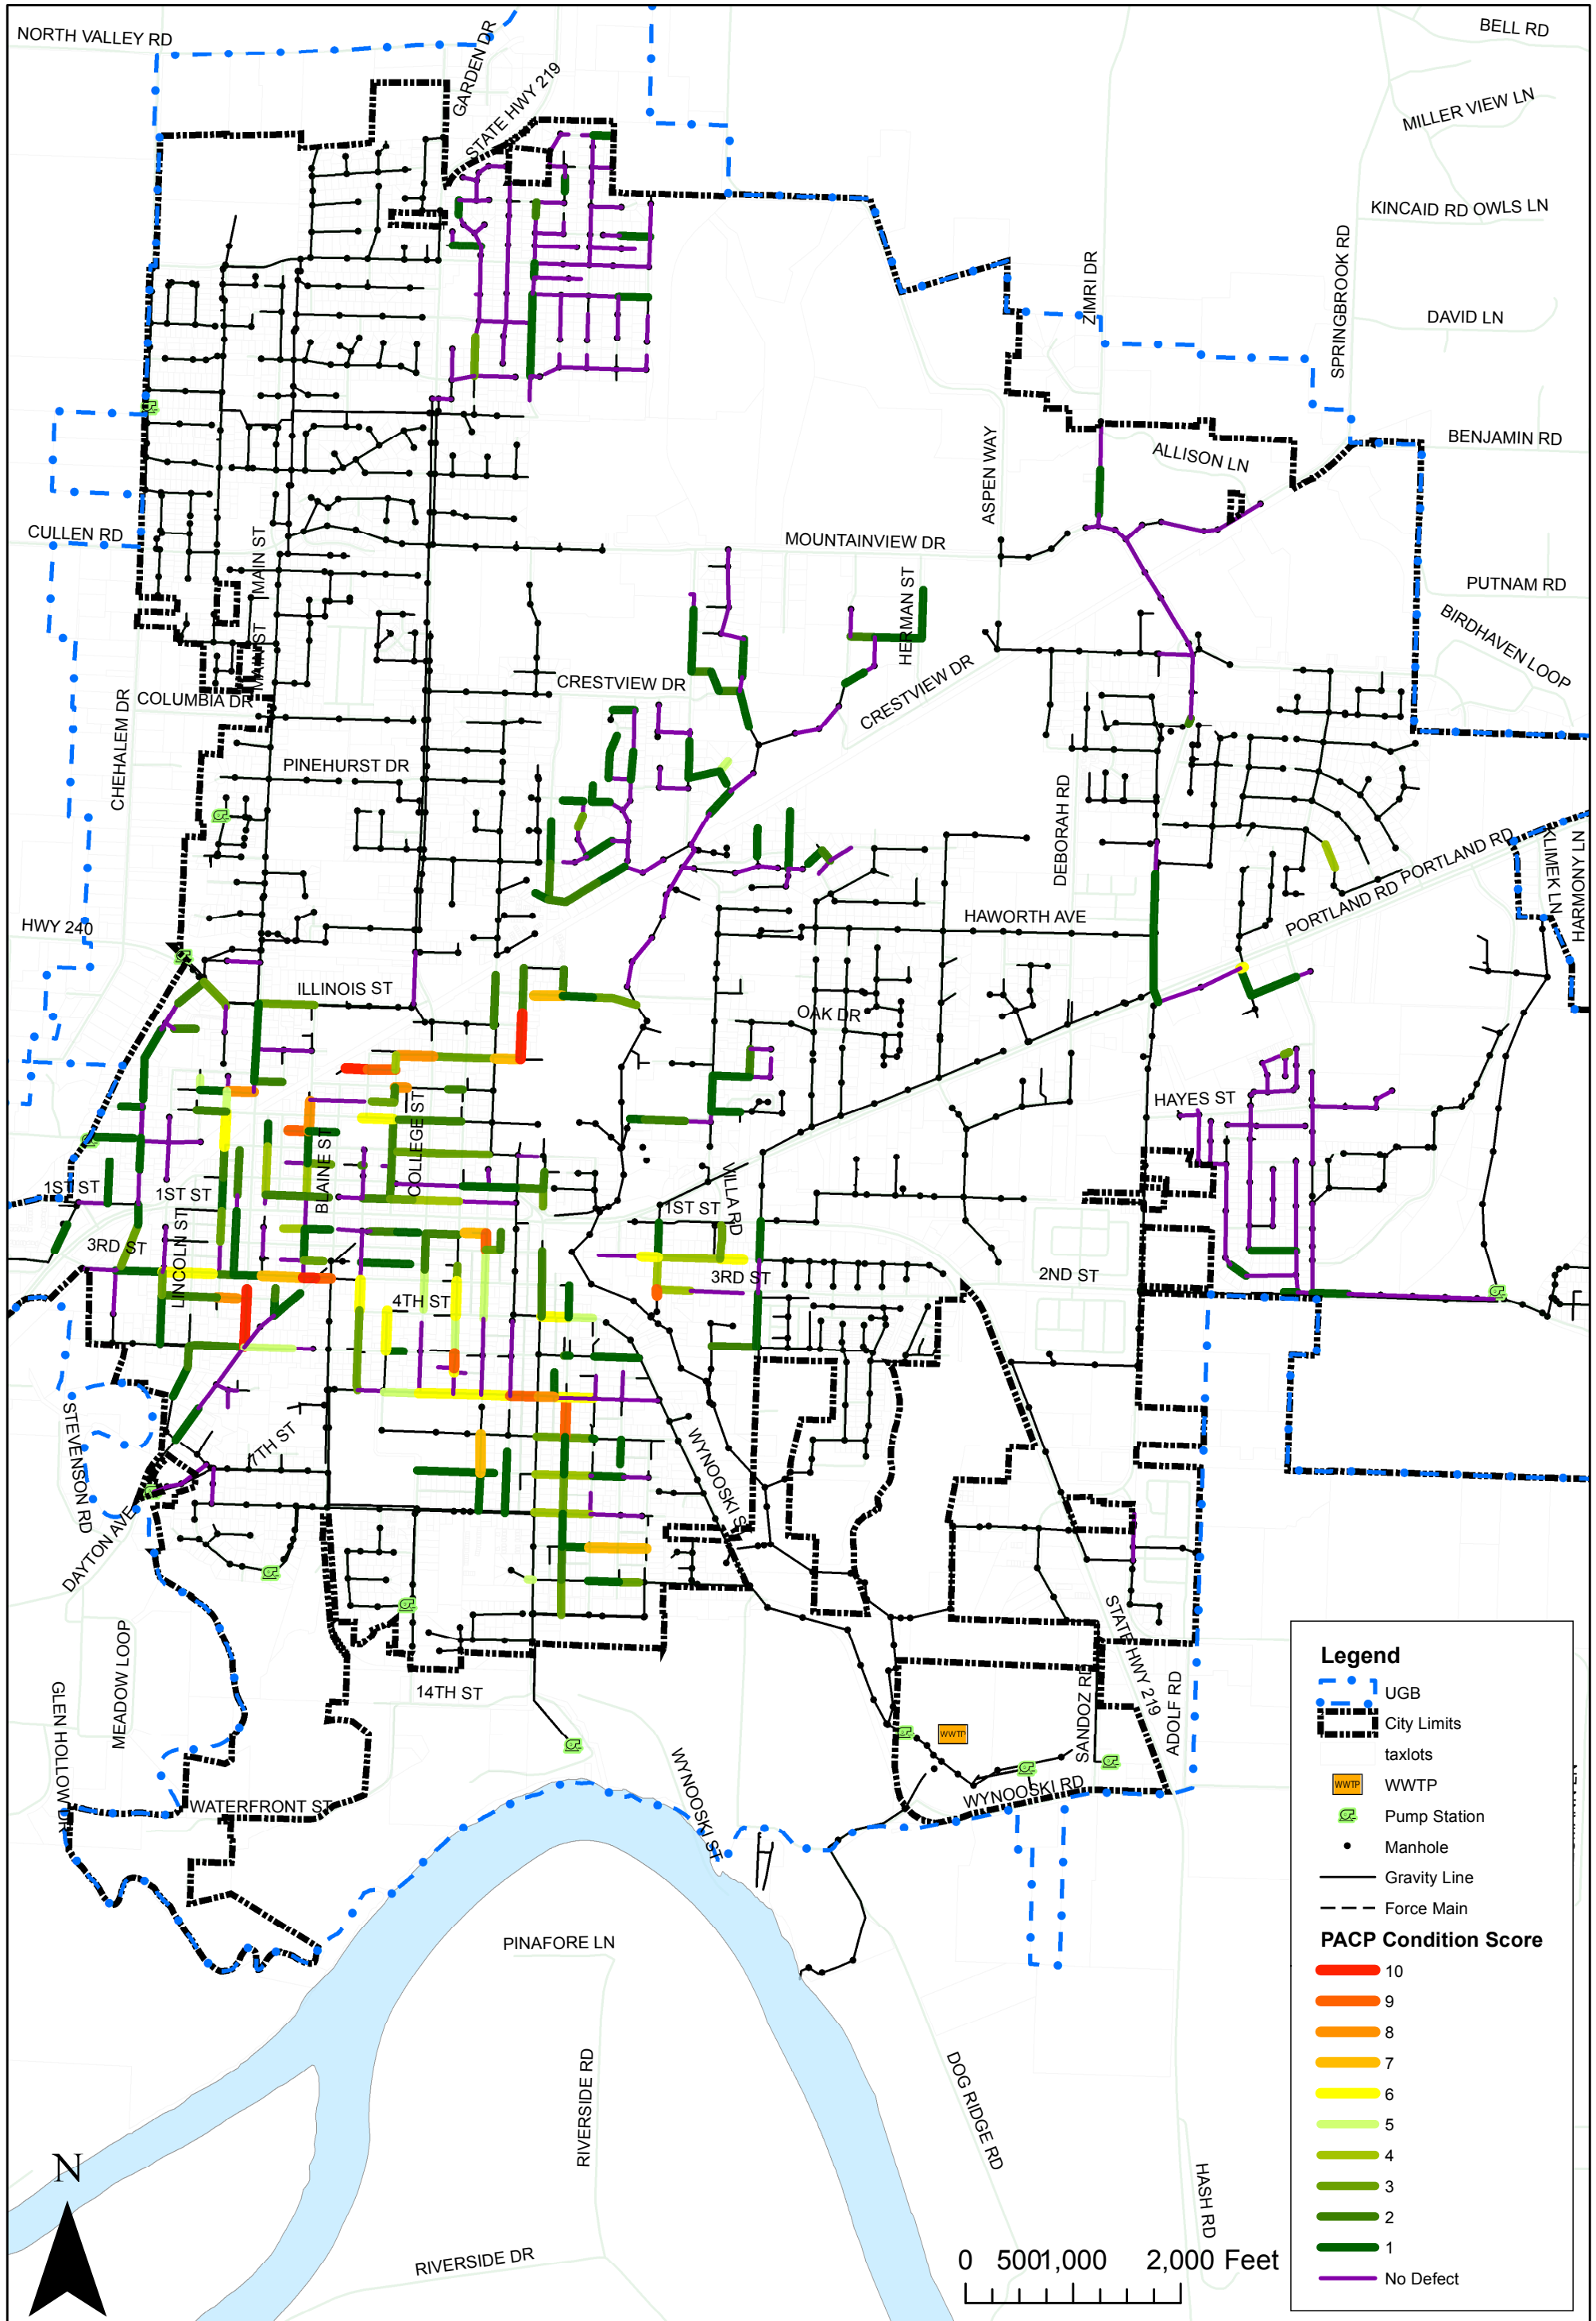 NORTH VALLEY RD
GARDEN DR
STATE HWY 219
BELL RD
MILLER VIEW LN
KINCAID RD OWLS LN
ZIMRI DR
SPRINGBROOK RD
DAVID LN
BENJAMIN RD
ALLISON LN
ASPEN WAY
CULLEN RD
MAIN ST
MOUNTAINVIEW DR
HERMAN ST
PUTNAM RD
BIRDHAVEN LOOP
MAIN ST
CHEHALEM DR
COLUMBIA DR
CRESTVIEW DR
CRESTVIEW DR
PINEHURST DR
DEBORAH RD
PORTLAND RD
PORTLAND RD
KLIMEK LN
HARMONY LN
HWY 240
HAWORTH AVE
ILLINOIS ST
OAK DR
HAYES ST
COLLEGE ST
BLAINE ST
1ST ST
1ST ST
VILLA RD
1ST ST
3RD ST
LINCOLN ST
3RD ST
2ND ST
4TH ST
STEVENSON RD
7TH ST
WYNOOSKI S
DAYTON AVE
MEADOW LOOP
GLEN HOLLOW DR
14TH ST
STATE HWY 219
SANDOZ RD
ADOLF RD
WWTP
WYNOOSKI RD
WATERFRONT ST
WYNOOSKI ST
PINAFORE LN
RIVERSIDE RD
DOG RIDGE RD
HASH RD
RIVERSIDE DR
N
0 500 1,000 2,000 Feet
Legend
UGB
City Limits
taxlots
WWTP WWTP
Pump Station
Manhole
Gravity Line
Force Main
PACP Condition Score
10
9
8
7
6
5
4
3
2
1
No Defect